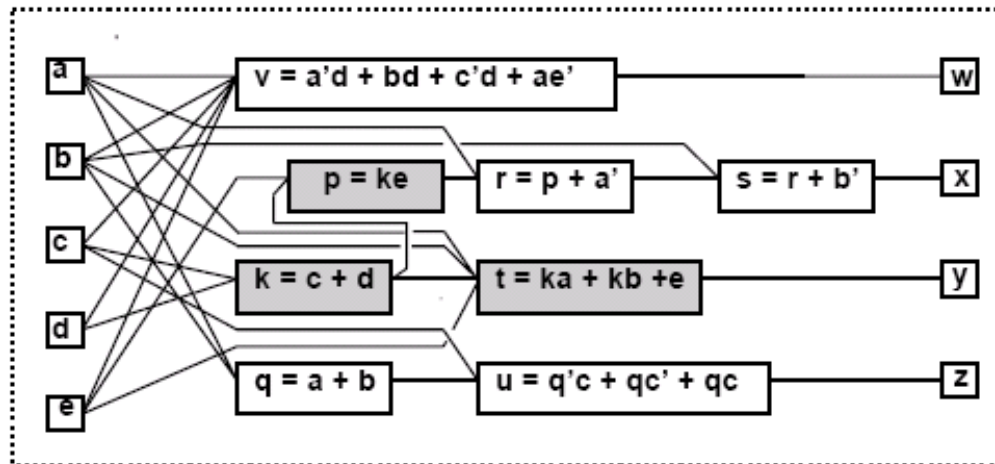 a
v = a’d + bd + c’d + ae’
w
b
p = ke
r = p + a’
s = r + b’
x
c
k = c + d
t = ka + kb +e
y
d
e
q = a + b
u = q’c + qc’ + qc
z